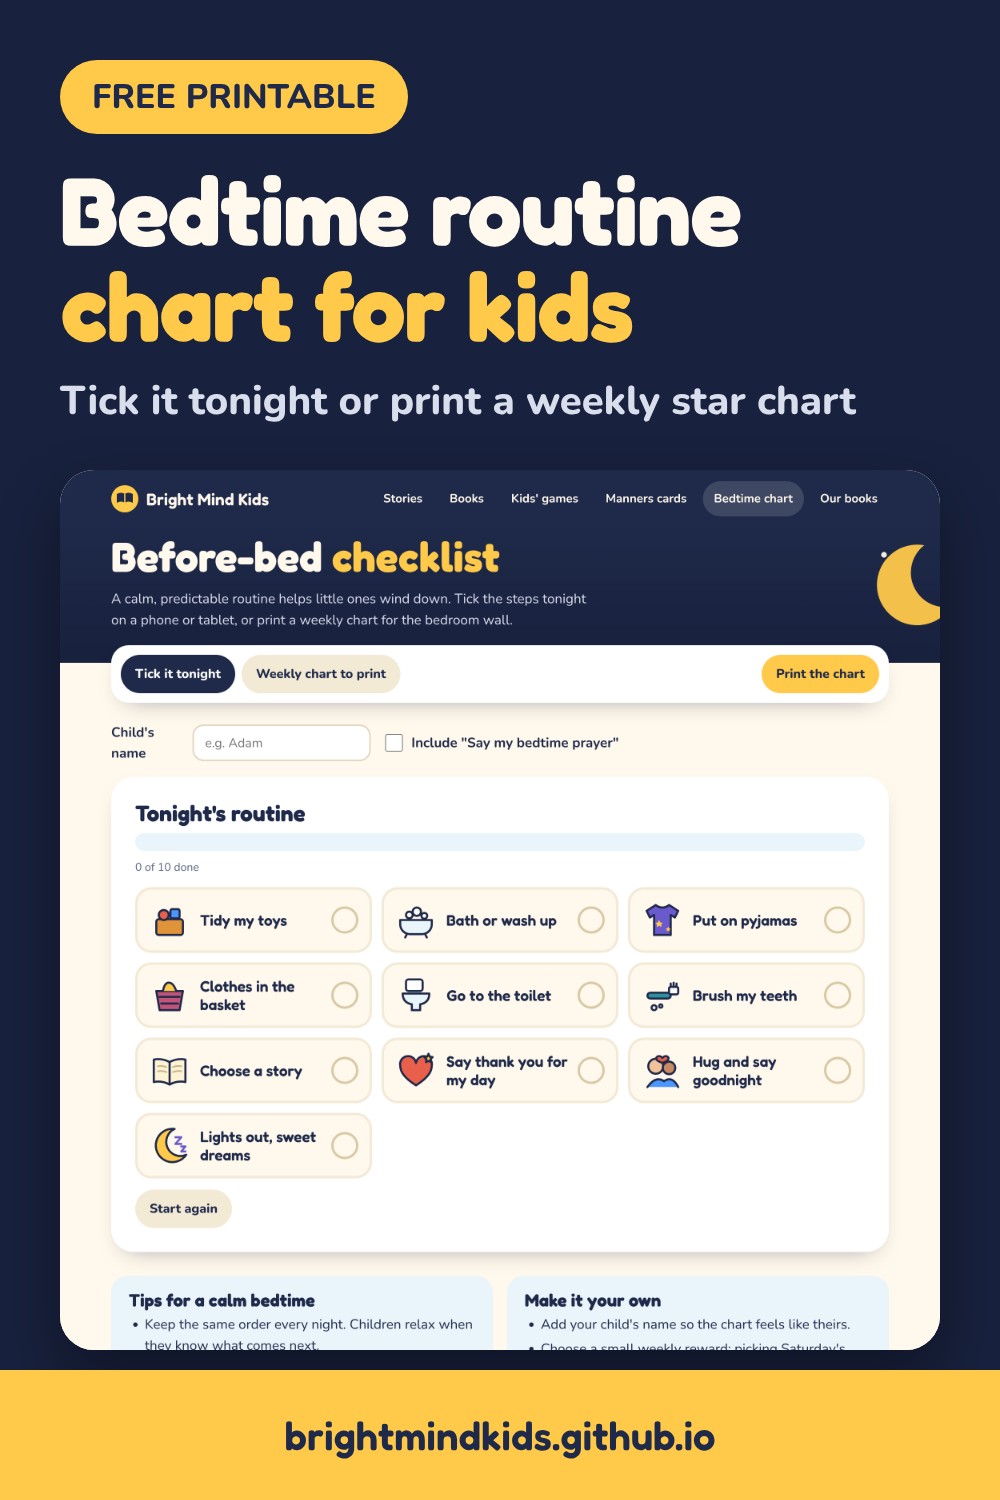 FREE PRINTABLE
Bedtime routine
chart for kids
Tick it tonight or print a weekly star chart
Bright Mind Kids
Stories
Books
Kids' games
Manners cards
Bedtime chart
Our books
Before-bed checklist
A calm, predictable routine helps little ones wind down. Tick the steps tonight
on a phone or tablet, or print a weekly chart for the bedroom wall.
Tick it tonight
Weekly chart to print
Print the chart
Child's
name
e.g. Adam
Include "Say my bedtime prayer"
Tonight's routine
0 of 10 done
Tidy my toys
Bath or wash up
Put on pyjamas
Clothes in the
basket
Go to the toilet
Brush my teeth
Choose a story
Say thank you for
my day
Hug and say
goodnight
Lights out, sweet
dreams
Start again
Tips for a calm bedtime
• Keep the same order every night. Children relax when
they know what comes next.
Make it your own
• Add your child's name so the chart feels like theirs.
• Choose a small weekly reward: picking Saturday's
brightmindkids.github.io